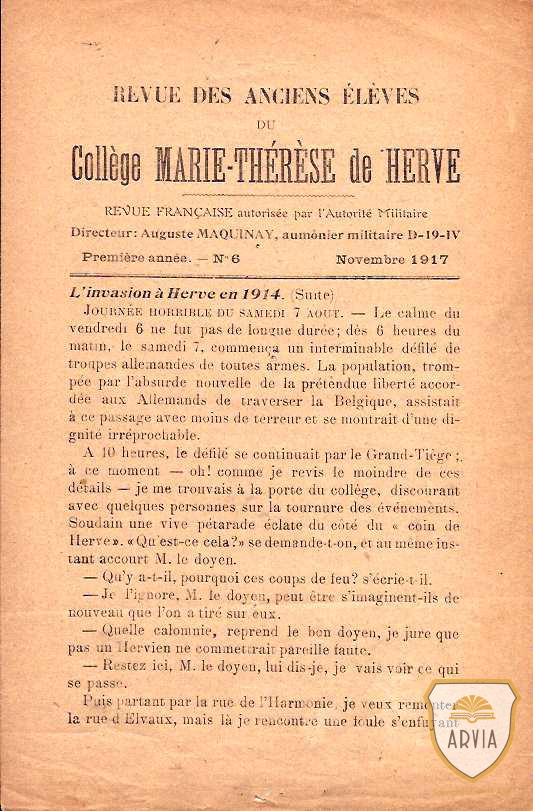 REVUE DES ANCIENS ÉLÈVES
DU
Collège MARIE-THÉRÈSE de HERVE
REVUE FRANÇAISE autorisée par l'Autorité Militaire
Directeur: Auguste MAQUINAY, aumônier militaire D-19-IV
Première année. — N° 6 Novembre 1917
L'invasion à Herve en 1914. (Suite)
JOURNÉE HORRIBLE DU SAMEDI 7 AOUT. — Le calme du
vendredi 6 ne fut pas de longue durée; dès 6 heures du
matin, le samedi 7, commença un interminable défilé de
troupes allemandes de toutes armes. La population, trom-
pée par l'absurde nouvelle de la prétendue liberté accor-
dée aux Allemands de traverser la Belgique, assistait
à ce passage avec moins de terreur et se montrait d'une di-
gnité irréprochable.
A 10 heures, le défilé se continuait par le Grand-Tiège;
à ce moment — oh! comme je revis le moindre de ces
détails — je me trouvais à la porte du collège, discourant
avec quelques personnes sur la tournure des événements.
Soudain une vive pétarade éclate du côté du « coin de
Herve». «Qu'est-ce cela?» se demande-t-on, et au même ins-
tant accourt M. le doyen.
— Qu'y a-t-il, pourquoi ces coups de feu? s'écrie-t-il.
— Je l'ignore, M. le doyen, peut être s'imaginent-ils de
nouveau que l'on a tiré sur eux.
— Quelle calomnie, reprend le bon doyen, je jure que
pas un Hervien ne commettrait pareille faute.
— Restez ici, M. le doyen, lui dis-je, je vais voir ce qui
se passe.
Puis partant par la rue de l'Harmonie, je veux remonter
la rue d'Elvaux, mais là je rencontre une foule s'enfuyant
ARVIA